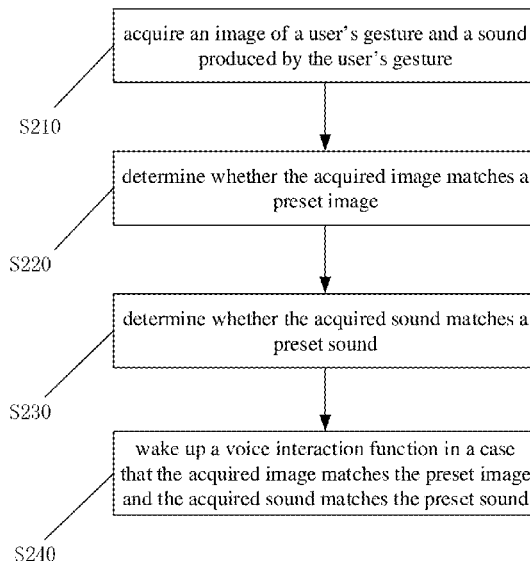 acquire an image of a user's gesture and a sound
produced by the user's gesture
S210
determine whether the acquired image matches a
preset image
S220
determine whether the acquired sound matches a
preset sound
S230
wake up a voice interaction function in a case
that the acquired image matches the preset image
and the acquired sound matches the preset sound
S240